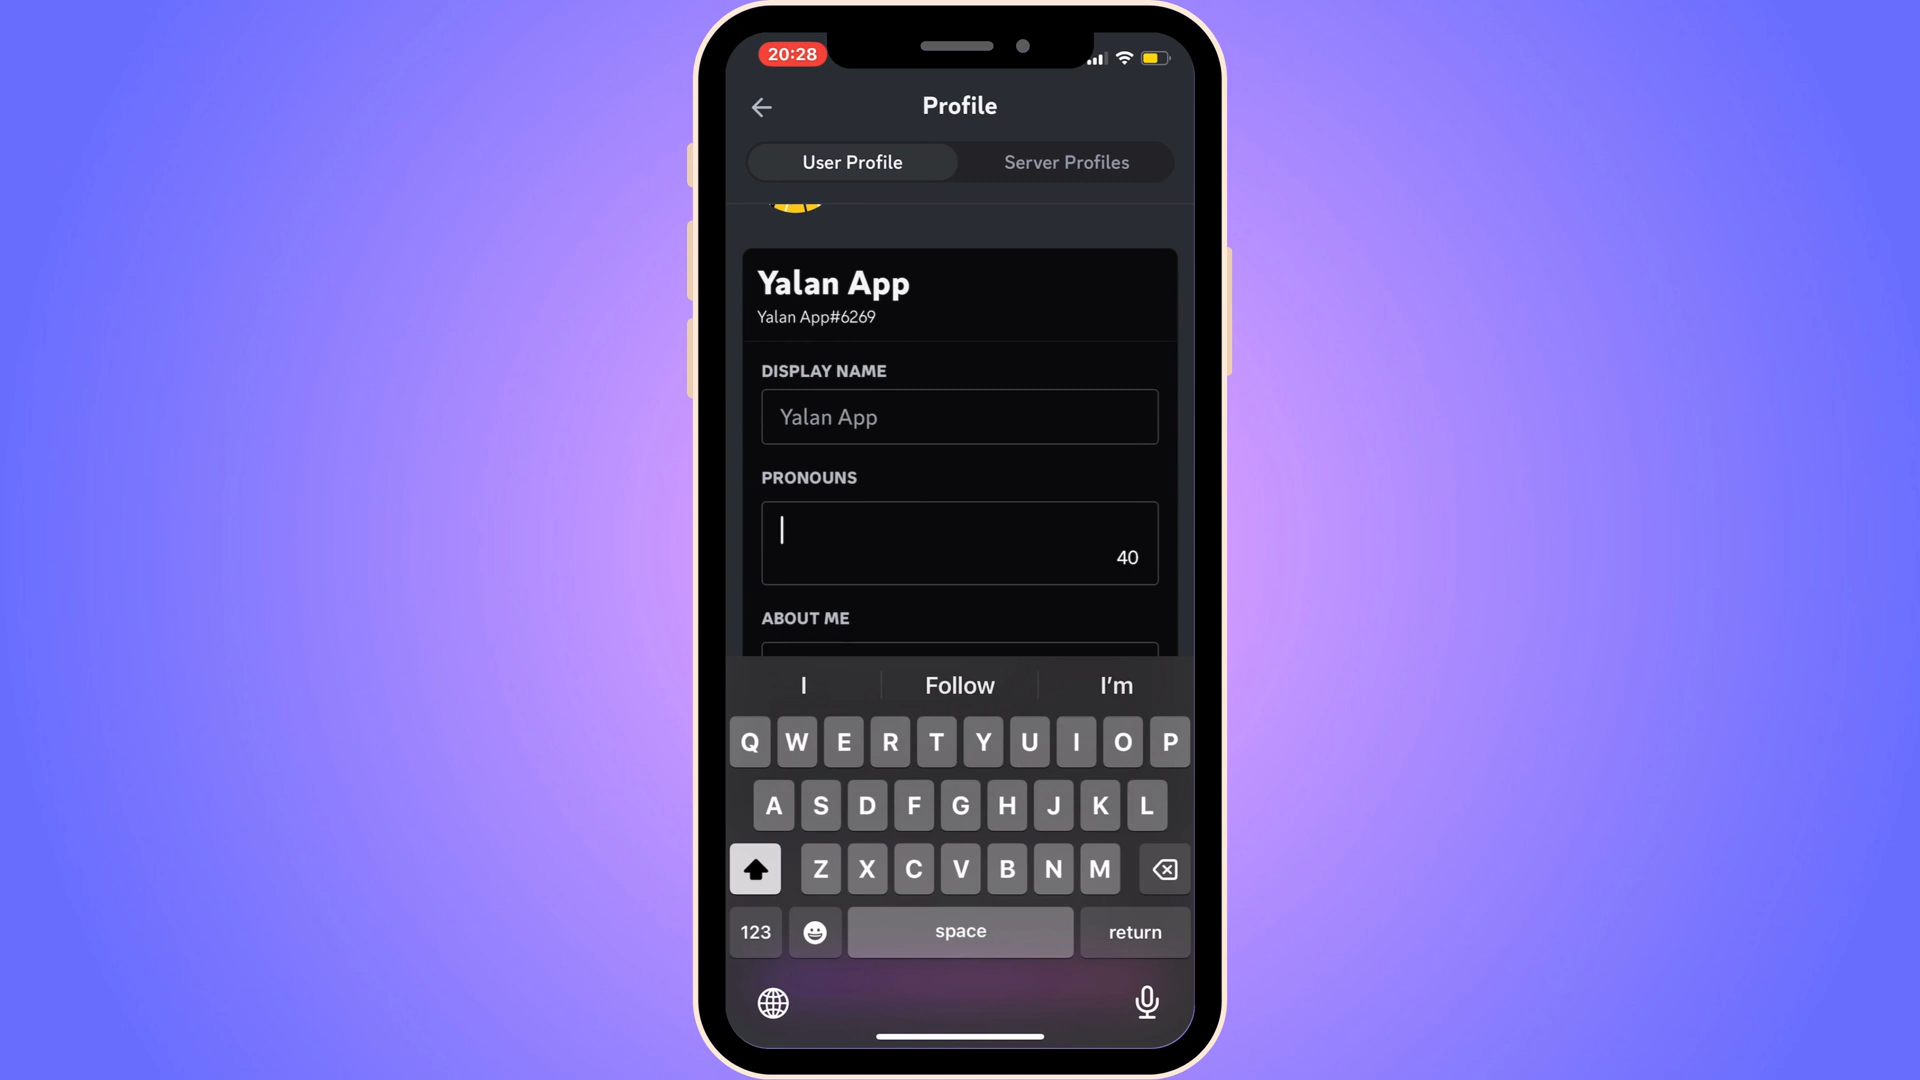 20:28
Profile
User Profile Server Profiles
Yalan App
Yalan App#6269
DISPLAY NAME
Yalan App
PRONOUNS
40
ABOUT ME
I Follow I'm
Q W E R T Y U I O P
A S D F G H J K L
Z X C V B N M
123 space return